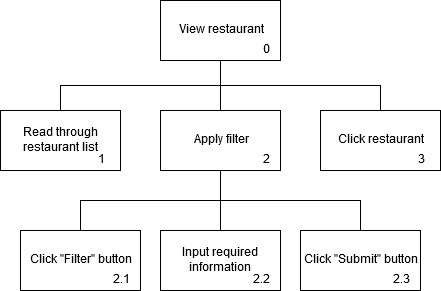 View restaurant
0
Read through
restaurant list
1
Apply filter
2
Click restaurant
3
Click "Filter" button
2.1
Input required
information
2.2
Click "Submit" button
2.3